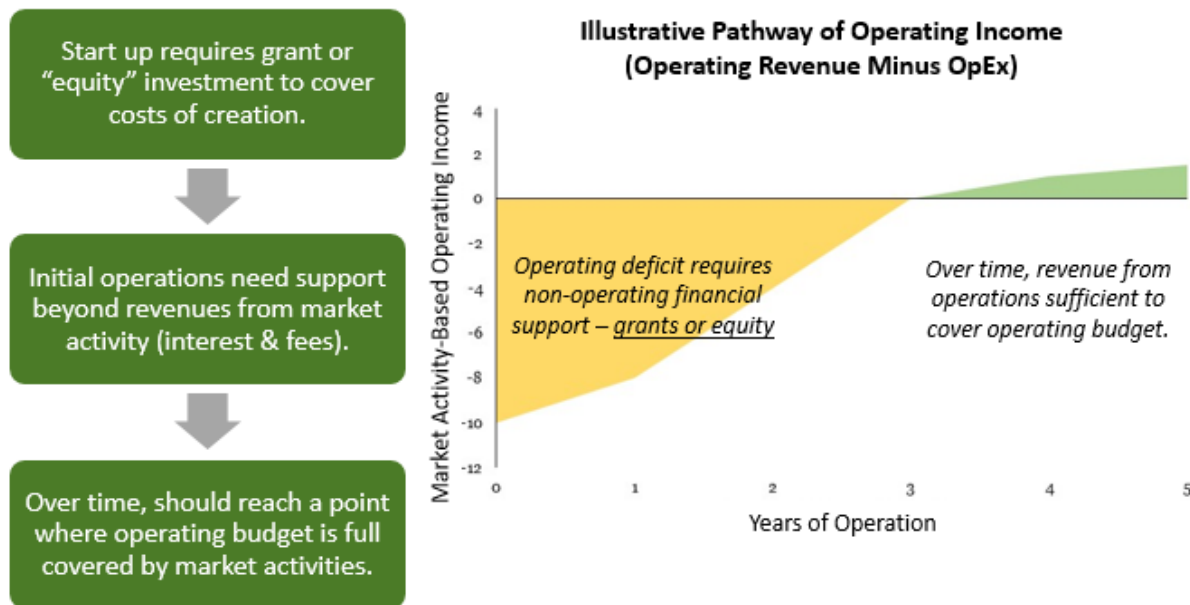 Start up requires grant or
“equity” investment to cover
costs of creation.
Initial operations need support
beyond revenues from market
activity (interest & fees).
Over time, should reach a point
where operating budget is full
covered by market activities.
Illustrative Pathway of Operating Income
(Operating Revenue Minus OpEx)
Market Activity-Based Operating Income
4
2
0
-2
-4
-6
-8
-10
-12
Operating deficit requires
non-operating financial
support – grants or equity
Over time, revenue from
operations sufficient to
cover operating budget.
0 1 2 3 4 5
Years of Operation